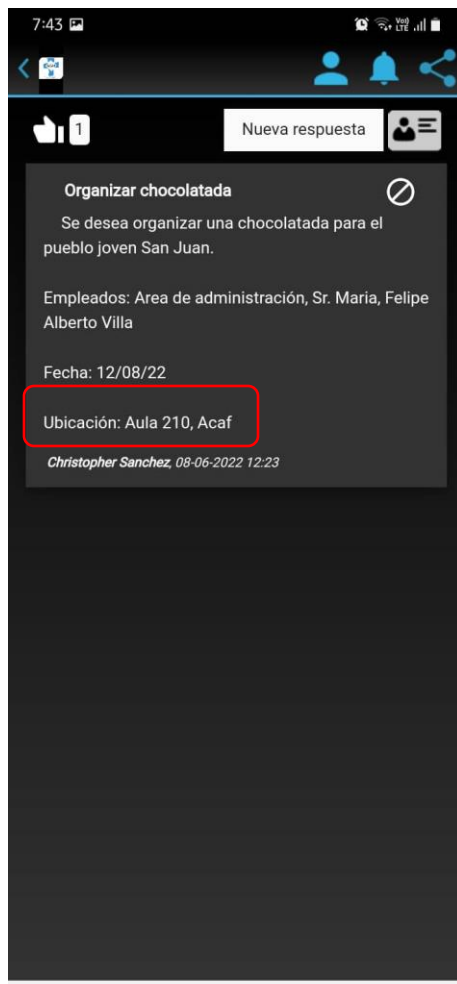 7:43
Vo)
LTE
1
Nueva respuesta
Organizar chocolatada
Se desea organizar una chocolatada para el
pueblo joven San Juan.
Empleados: Area de administración, Sr. Maria, Felipe
Alberto Villa
Fecha: 12/08/22
Ubicación: Aula 210, Acaf
Christopher Sanchez, 08-06-2022 12:23